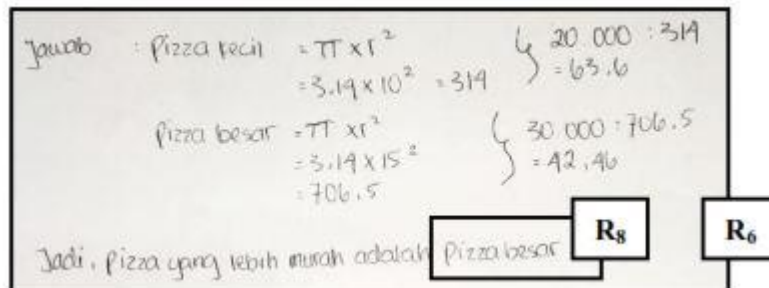 Jawab : Pizza kecil = π x r²
= 3.14 x 10² = 314
20 000 : 314
= 63.6
Pizza besar = π x r²
= 3.14 x 15²
= 706.5
30 000 : 706.5
= 42.46
Jadi, pizza yang lebih murah adalah pizza besar
R₈
R₆